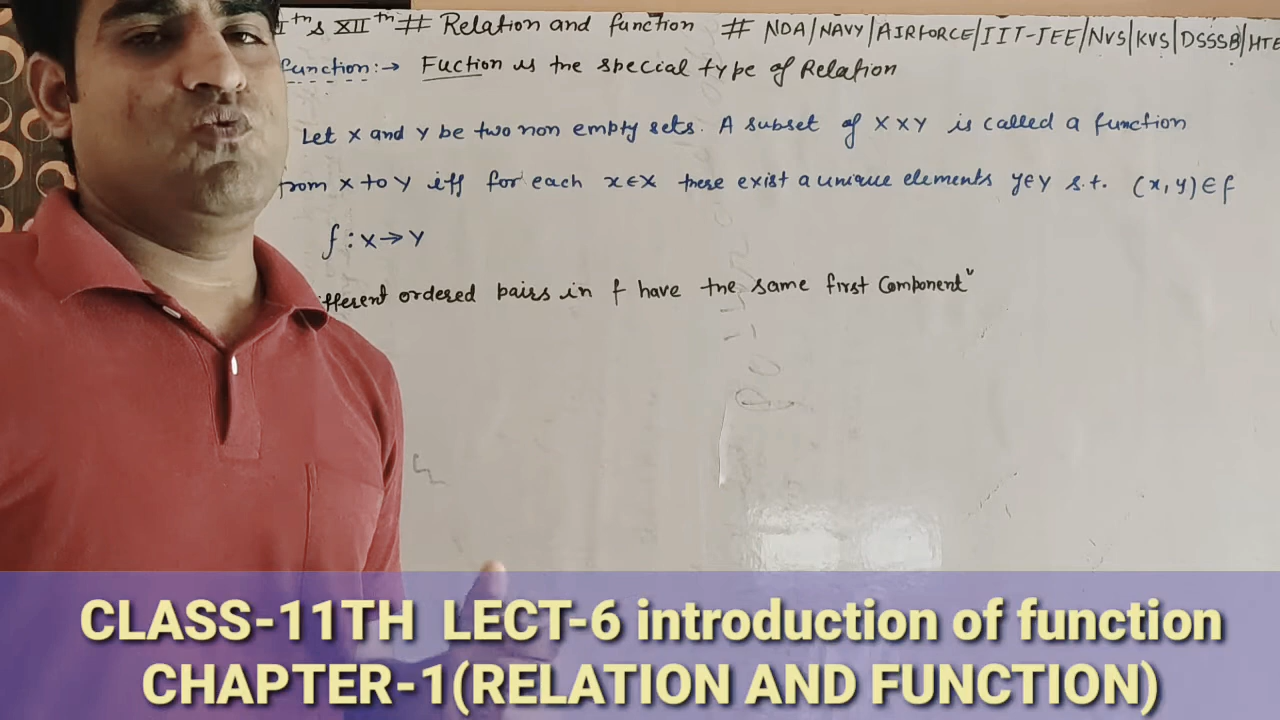 XIIth # Relation and function # NDA/NAVY/AIRFORCE/IIT-JEE/NVS/KVS/DSSSB/HTE
function:→ Fuction is the special type of Relation
Let X and Y be two non empty sets. A subset of X X Y is called a function
from X to Y iff for each x∈X there exist a unique elements y∈Y s.t. (x,y)∈f
f:X→Y
ifferent ordered pairs in f have the same first Component"
CLASS-11TH LECT-6 introduction of function
CHAPTER-1(RELATION AND FUNCTION)